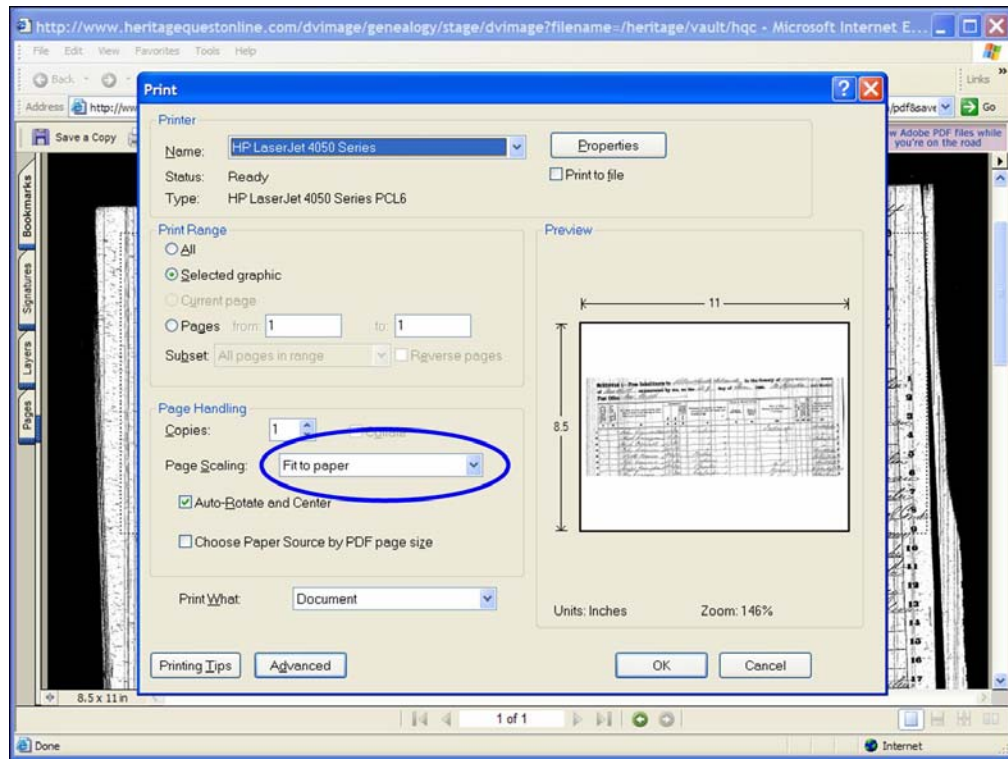 http://www.heritagequestonline.com/dvimage/genealogy/stage/dvimage?filename=/heritage/vault/hqc - Microsoft Internet E...
File Edit View Favorites Tools Help
Back Links »
Address http://ww /pdf&save Go
Save a Copy w Adobe PDF files while
you're on the road
Print
Printer
Name: HP LaserJet 4050 Series Properties
Status: Ready Print to file
Type: HP LaserJet 4050 Series PCL6
Print Range Preview
All
Selected graphic
Current page
Pages from: 1 to: 1
Subset: All pages in range Reverse pages
11
8.5
Page Handling
Copies: 1 Collate
Page Scaling: Fit to paper
Auto-Rotate and Center
Choose Paper Source by PDF page size
Print What: Document
Units: Inches Zoom: 146%
Printing Tips Advanced OK Cancel
Bookmarks
Signatures
Layers
Pages
8.5 x 11 in
1 of 1
Done Internet